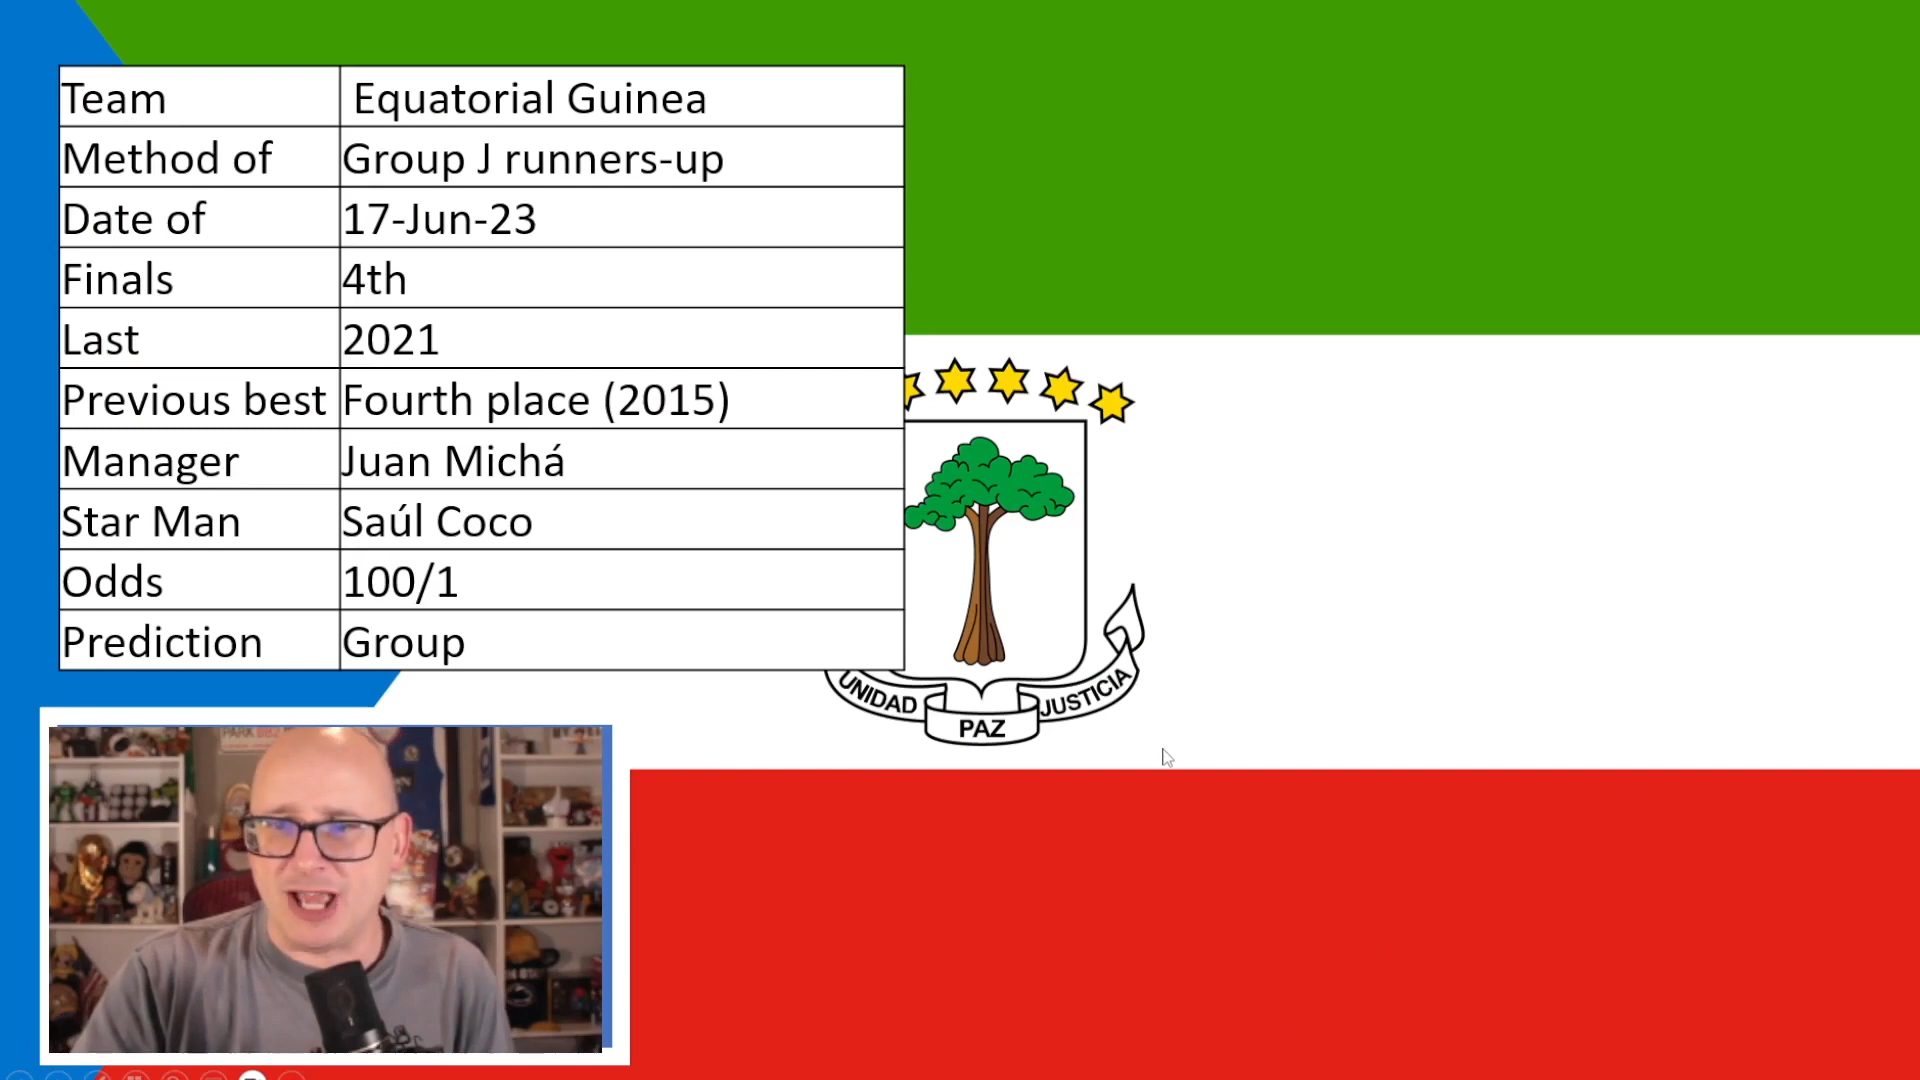 Team Equatorial Guinea
Method of Group J runners-up
Date of 17-Jun-23
Finals 4th
Last 2021
Previous best Fourth place (2015)
Manager Juan Michá
Star Man Saúl Coco
Odds 100/1
Prediction Group
UNIDAD PAZ JUSTICIA
PARK